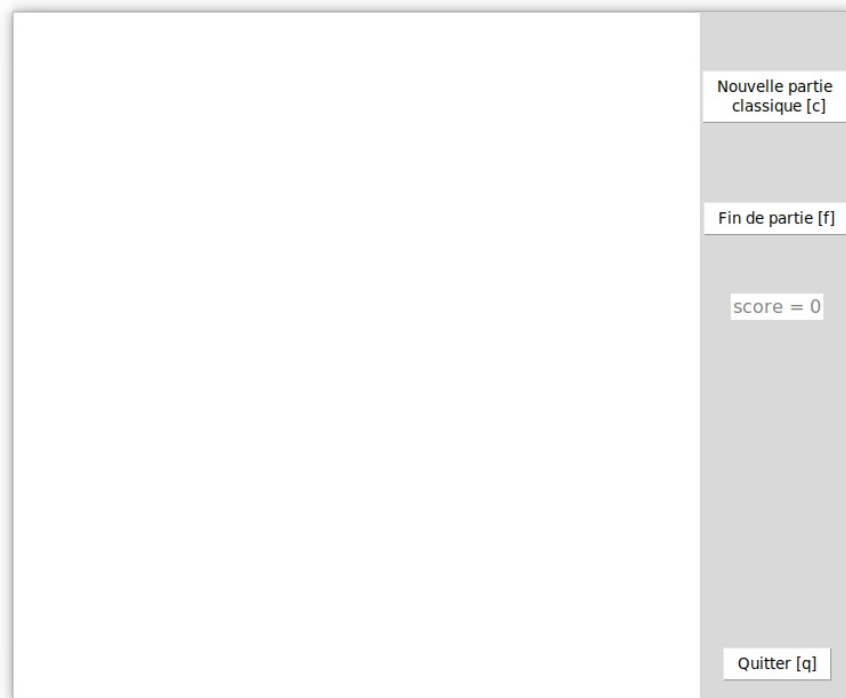 Nouvelle partie
classique [c]
Fin de partie [f]
score = 0
Quitter [q]